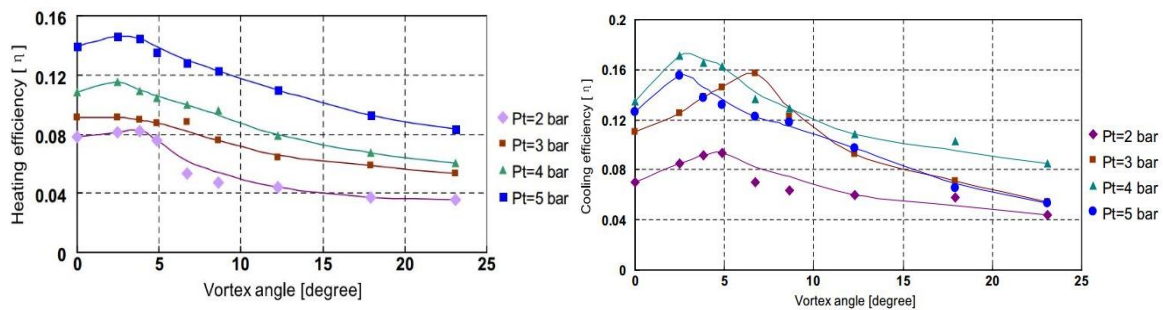 Heating efficiency [ η]
0.16
0.12
0.08
0.04
0
0
5
10
15
20
25
Vortex angle [degree]
Pt=2 bar
Pt=3 bar
Pt=4 bar
Pt=5 bar
Cooling efficiency [ η]
0.2
0.16
0.12
0.08
0.04
0
0
5
10
15
20
25
Vortex angle [degree]
Pt=2 bar
Pt=3 bar
Pt=4 bar
Pt=5 bar